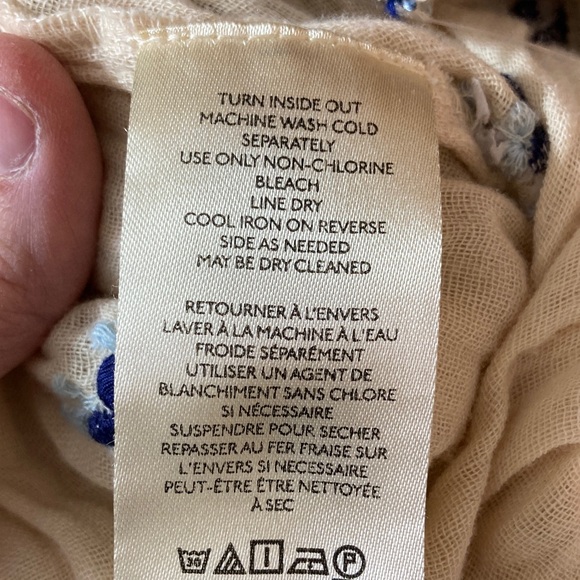 TURN INSIDE OUT
MACHINE WASH COLD
SEPARATELY
USE ONLY NON-CHLORINE
BLEACH
LINE DRY
COOL IRON ON REVERSE
SIDE AS NEEDED
MAY BE DRY CLEANED
RETOURNER À L'ENVERS
LAVER À LA MACHINE À L'EAU
FROIDE SÉPARÉMENT
UTILISER UN AGENT DE
BLANCHIMENT SANS CHLORE
SI NÉCESSAIRE
SUSPENDRE POUR SECHER
REPASSER AU FER FRAISE SUR
L'ENVERS SI NECESSAIRE
PEUT-ÊTRE ÊTRE NETTOYÉE
À SEC
30 P